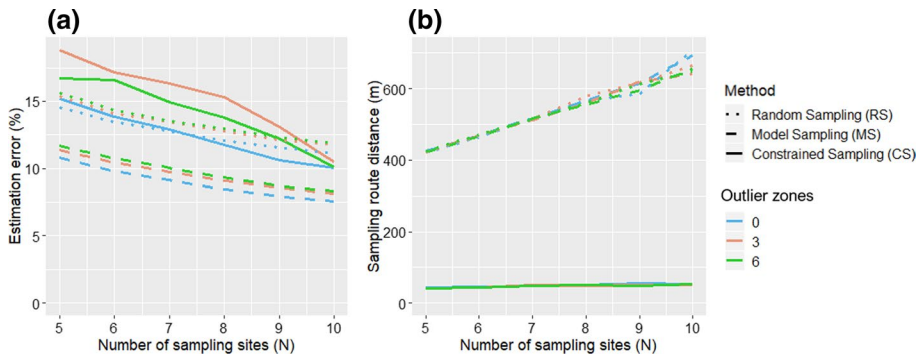 (a)
Estimation error (%)
15
10
5
0
5 6 7 8 9 10
Number of sampling sites (N)
(b)
Sampling route distance (m)
600
400
50
0
5 6 7 8 9 10
Number of sampling sites (N)
Method
Random Sampling (RS)
Model Sampling (MS)
Constrained Sampling (CS)
Outlier zones
0
3
6